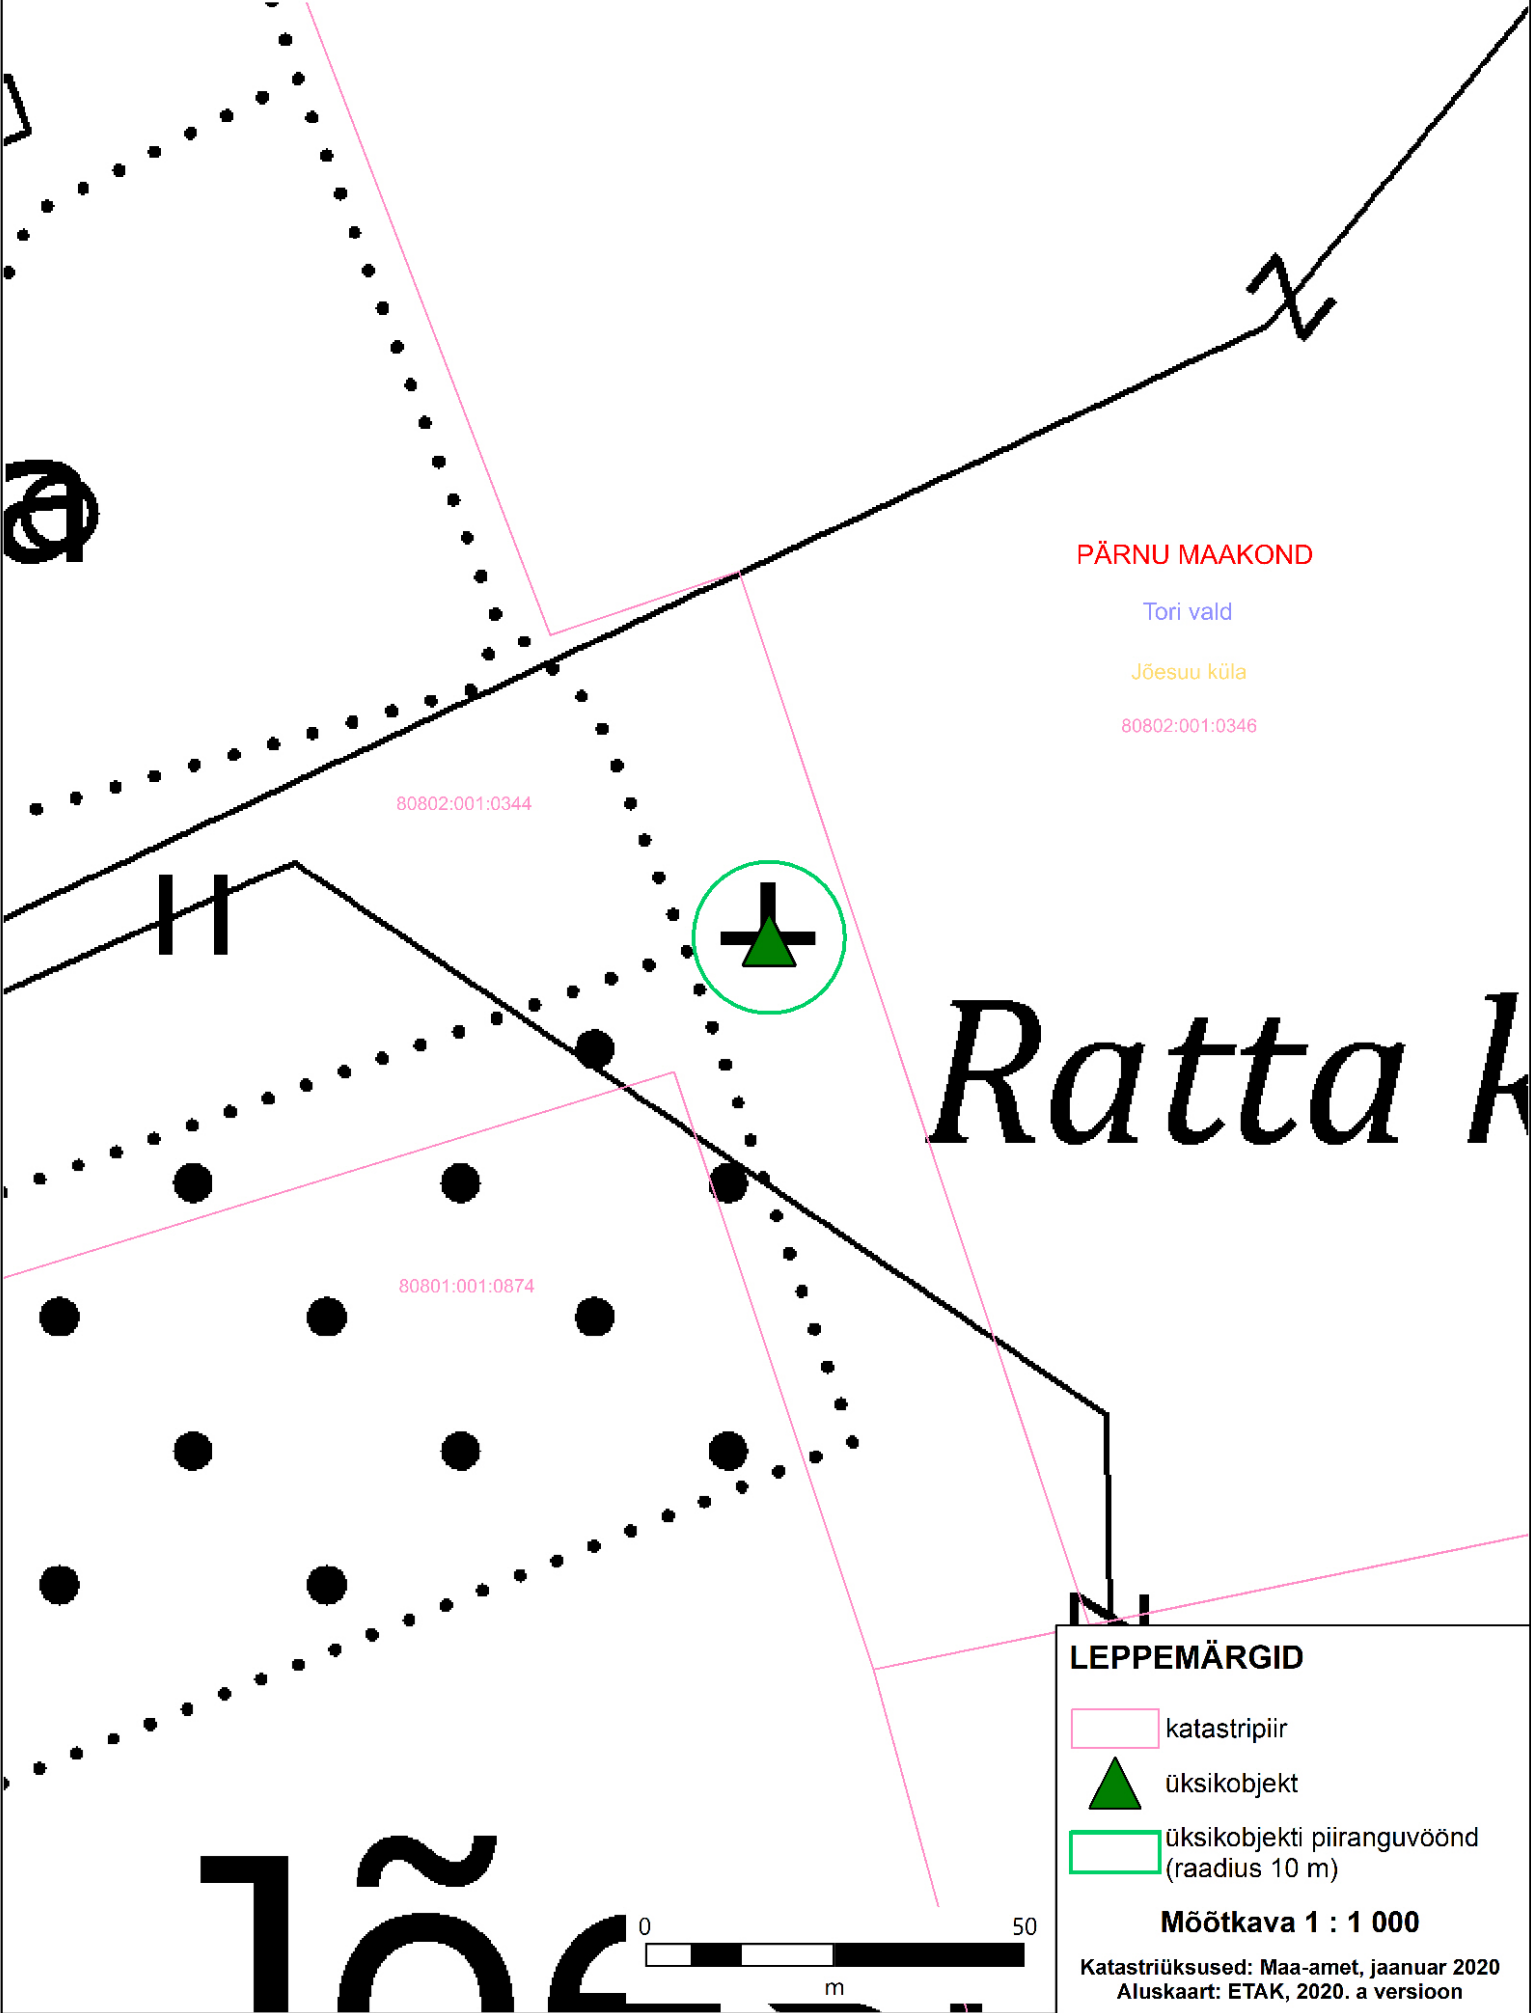 a
PÄRNU MAAKOND
Tori vald
Jõesuu küla
80802:001:0346
80802:001:0344
Ratta k
80801:001:0874
LEPPEMÄRGID
katastripiir
üksikobjekt
üksikobjekti piiranguvöönd
(raadius 10 m)
Mõõtkava 1 : 1 000
Katastriüksused: Maa-amet, jaanuar 2020
Aluskaart: ETAK, 2020. a versioon
0 50
m